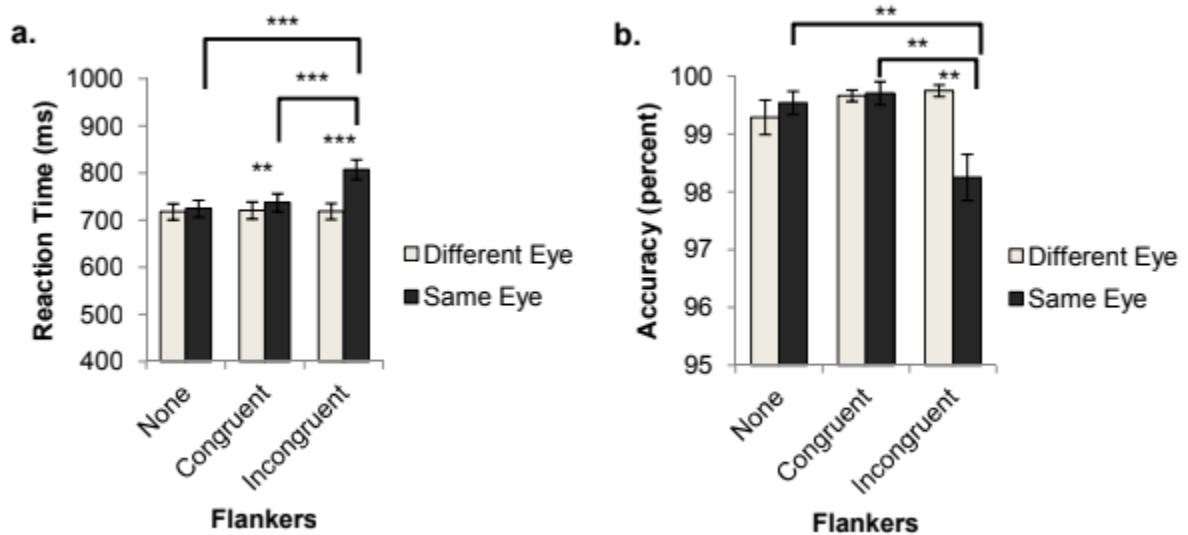 a.
***
***
***
**
1000
900
800
700
600
500
400
Reaction Time (ms)
None
Congruent
Incongruent
Flankers
Different Eye
Same Eye
b.
**
**
**
100
99
98
97
96
95
Accuracy (percent)
None
Congruent
Incongruent
Flankers
Different Eye
Same Eye